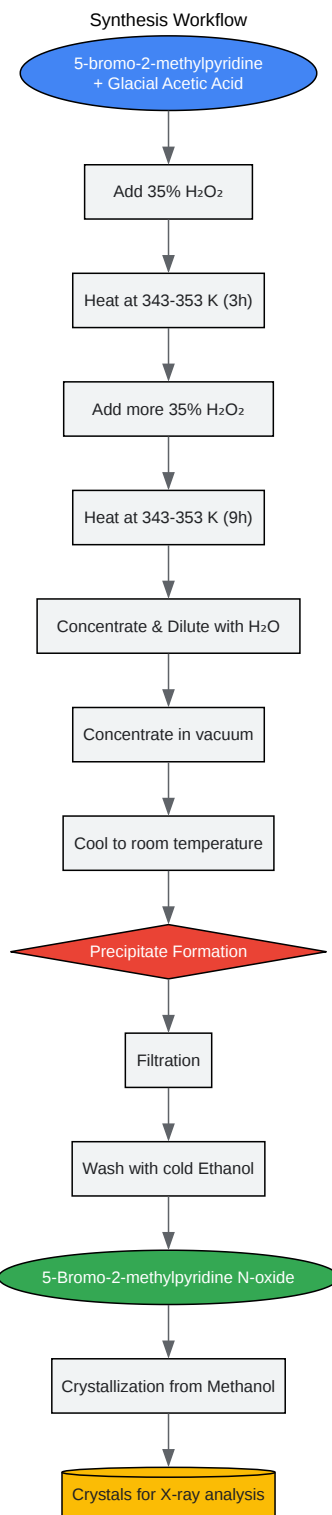 Synthesis Workflow
5-bromo-2-methylpyridine
+ Glacial Acetic Acid
Add 35% H₂O₂
Heat at 343-353 K (3h)
Add more 35% H₂O₂
Heat at 343-353 K (9h)
Concentrate & Dilute with H₂O
Concentrate in vacuum
Cool to room temperature
Precipitate Formation
Filtration
Wash with cold Ethanol
5-Bromo-2-methylpyridine N-oxide
Crystallization from Methanol
Crystals for X-ray analysis